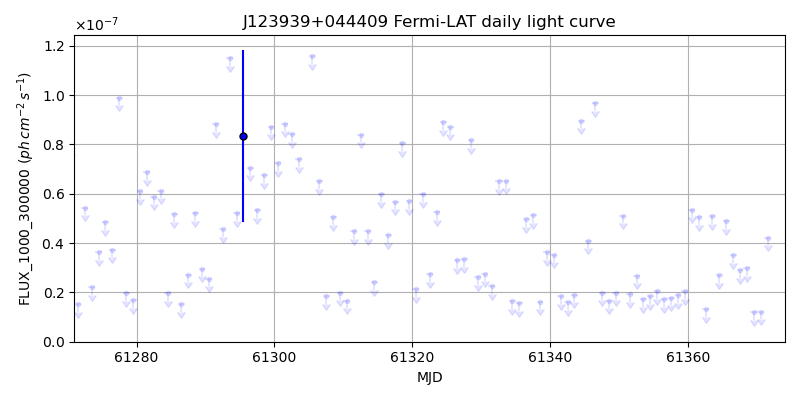 J123939+044409 Fermi-LAT daily light curve
×10⁻⁷
1.2
1.0
0.8
0.6
0.4
0.2
0.0
FLUX_1000_300000 (ph cm⁻² s⁻¹)
61280 61300 61320 61340 61360
MJD